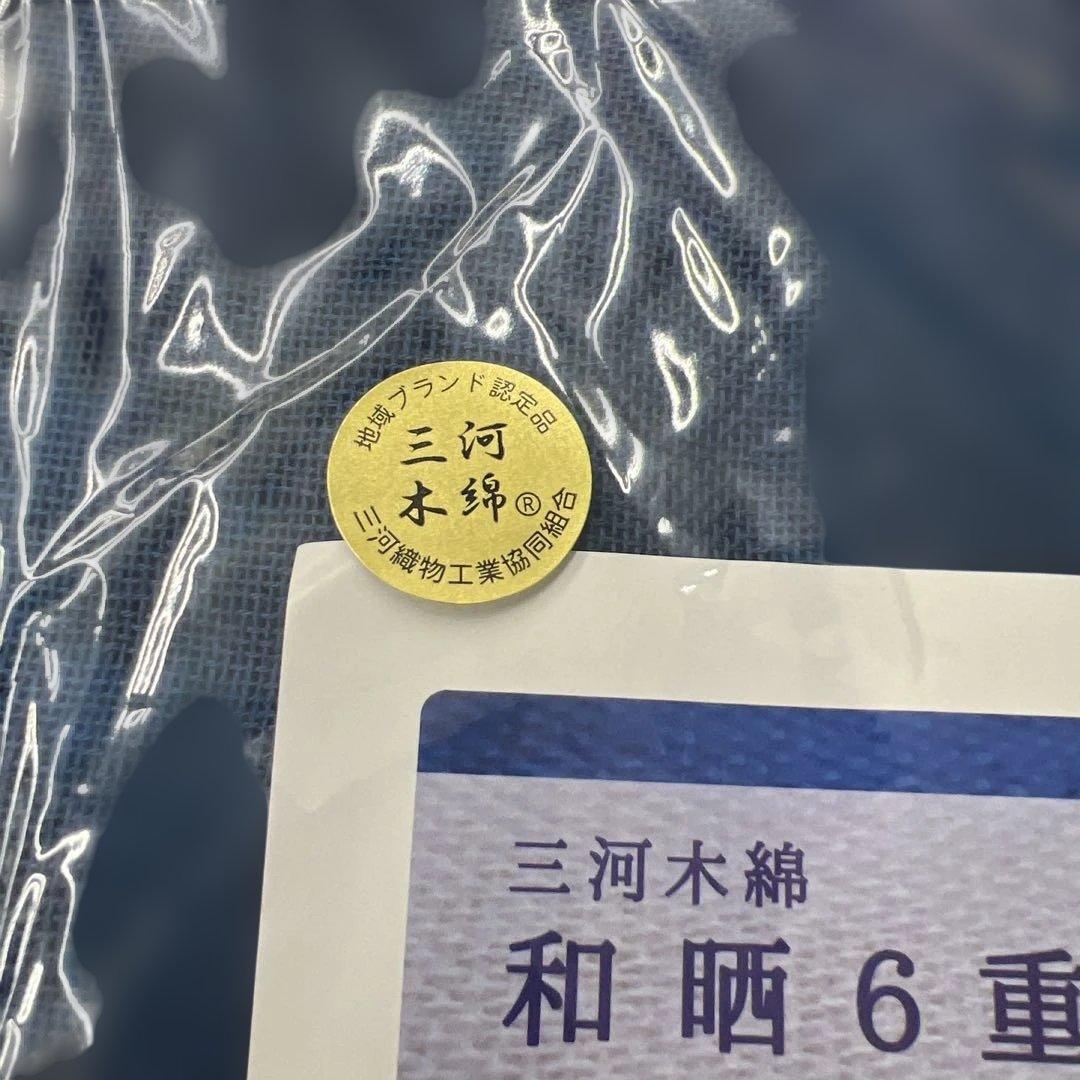 地域ブランド認定品
三河
木綿®
三河織物工業協同組合
三河木綿
和晒6重